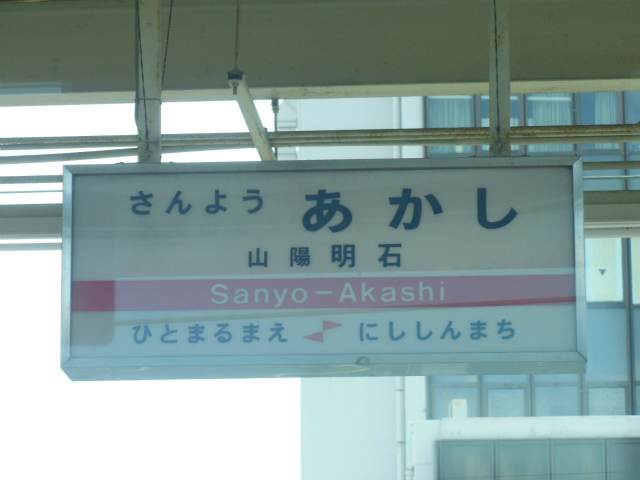 さんよう あかし
山陽明石
Sanyo-Akashi
ひとまるまえ にししんまち